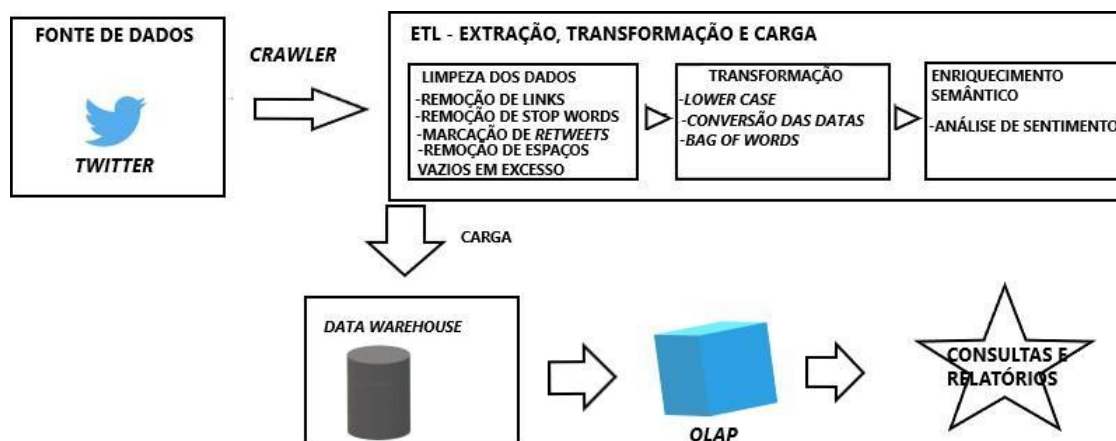 FONTE DE DADOS
TWITTER
CRAWLER
ETL - EXTRAÇÃO, TRANSFORMAÇÃO E CARGA
LIMPEZA DOS DADOS
-REMOÇÃO DE LINKS
-REMOÇÃO DE STOP WORDS
-MARCAÇÃO DE RETWEETS
-REMOÇÃO DE ESPAÇOS
VAZIOS EM EXCESSO
TRANSFORMAÇÃO
-LOWER CASE
-CONVERSÃO DAS DATAS
-BAG OF WORDS
ENRIQUECIMENTO
SEMÂNTICO
-ANÁLISE DE SENTIMENTO
CARGA
DATA WAREHOUSE
OLAP
CONSULTAS E
RELATÓRIOS